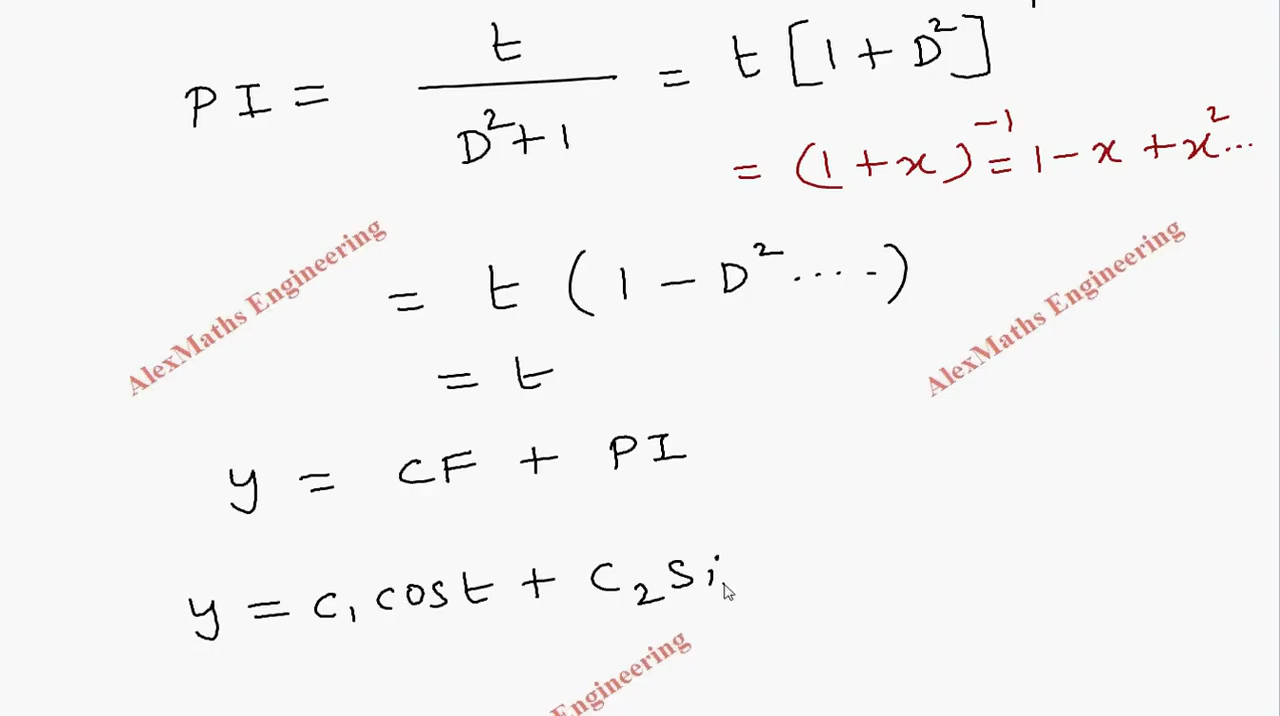 PI = t / (D²+1) = t [1 + D²]
= (1 + x)⁻¹ = 1 - x + x² ...
= t (1 - D² .....)
= t
y = CF + PI
y = c₁ cos t + c₂ si
AlexMaths Engineering
AlexMaths Engineering
Engineering